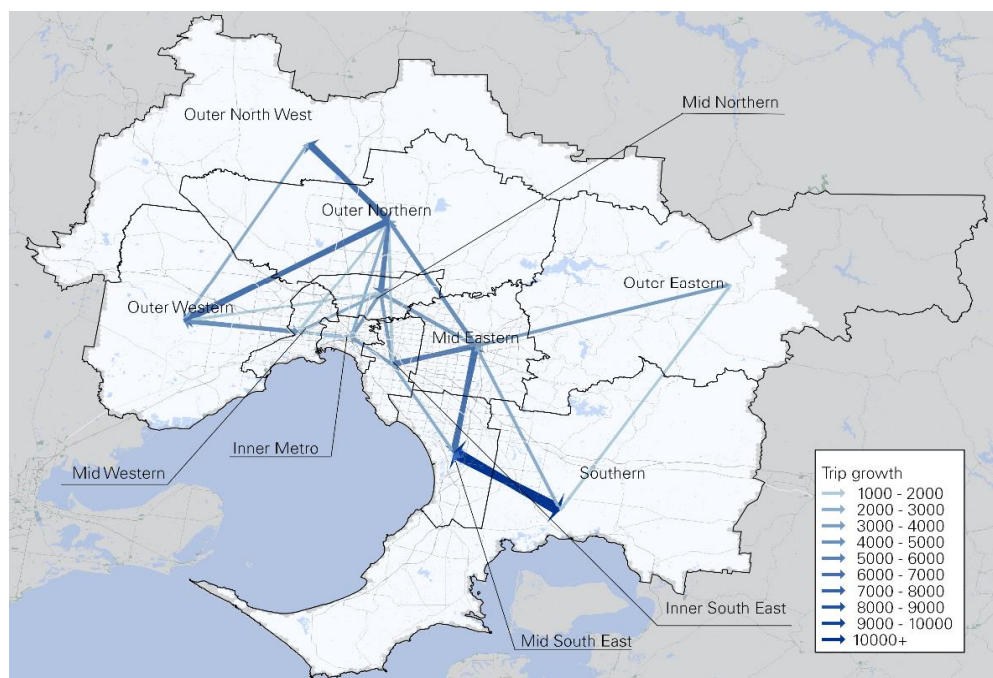 Mid Northern
Outer North West
Outer Northern
Outer Eastern
Outer Western
Mid Eastern
Inner Metro
Mid Western
Southern
Inner South East
Mid South East
Trip growth
1000 - 2000
2000 - 3000
3000 - 4000
4000 - 5000
5000 - 6000
6000 - 7000
7000 - 8000
8000 - 9000
9000 - 10000
10000+